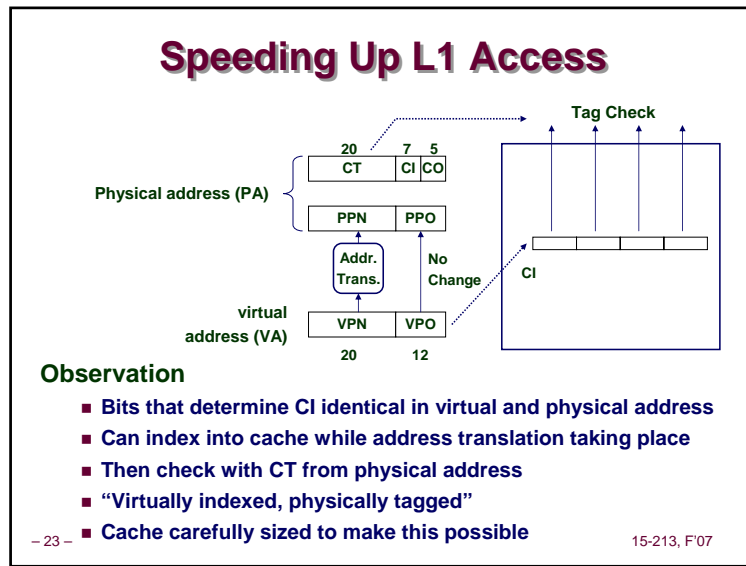 Speeding Up L1 Access
Tag Check
20 7 5
CT CI CO
Physical address (PA)
PPN PPO
Addr.
Trans.
No
Change
CI
virtual
address (VA)
VPN VPO
20 12
Observation
■ Bits that determine CI identical in virtual and physical address
■ Can index into cache while address translation taking place
■ Then check with CT from physical address
■ “Virtually indexed, physically tagged”
■ Cache carefully sized to make this possible
– 23 –
15-213, F’07